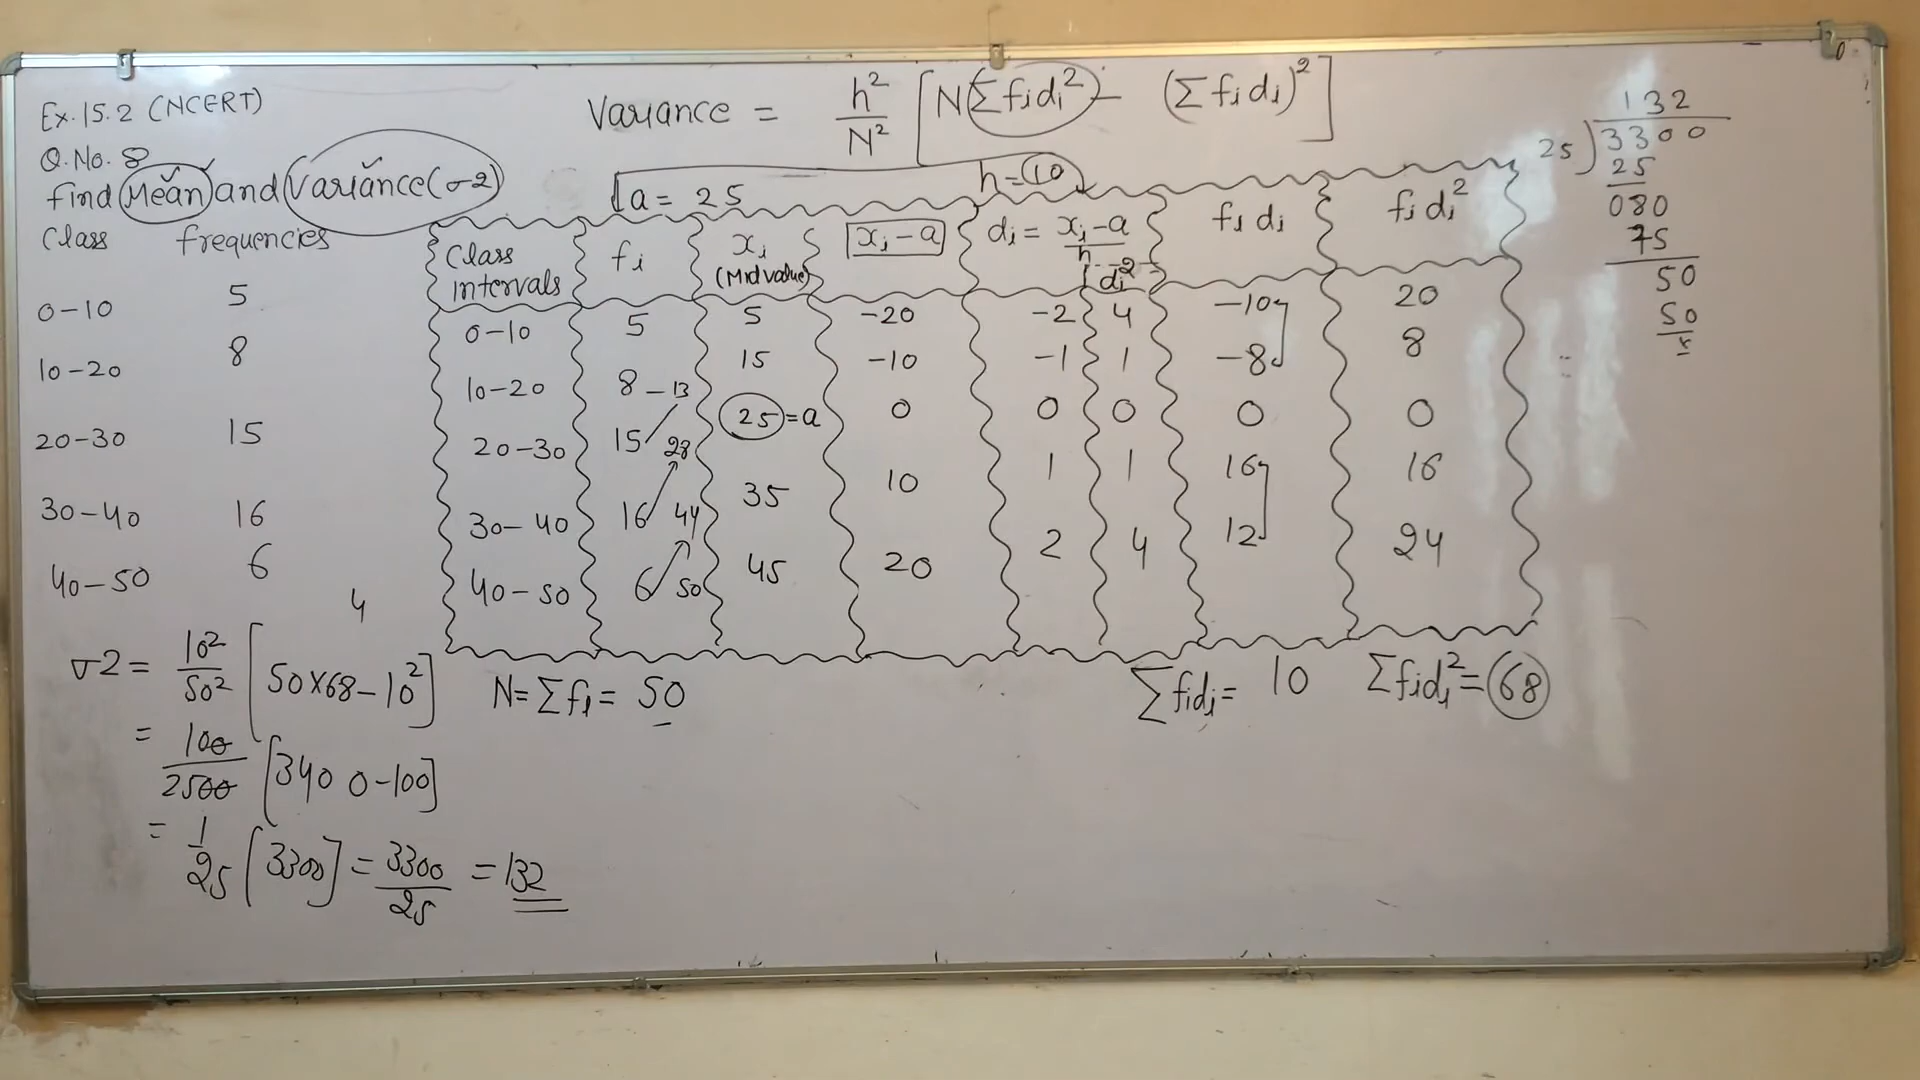 Ex. 15.2 (NCERT)
Q. No. 8
find Mean and Variance (σ2)
Class frequencies
0-10 5
10-20 8
20-30 15
30-40 16
40-50 6
4
Variance = h²/N² [N Σfidi² - (Σfidi)²]
a = 25
h = 10
Class intervals fi xi (Midvalue) xi-a di = xi-a/h di² fi di fi di²
0-10 5 5 -20 -2 4 -10 20
10-20 8 - 13 15 -10 -1 1 -8 8
20-30 15 28 25 = a 0 0 0 0 0
30-40 16 44 35 10 1 1 16 16
40-50 6 50 45 20 2 4 12 24
N = Σfi = 50
Σfidi = 10
Σfidi² = 68
σ2 = 10²/50² [50×68-10²]
= 100/2500 [3400-100]
= 1/25 [3300] = 3300/25 = 132
132
25)3300
25
080
75
50
50
x